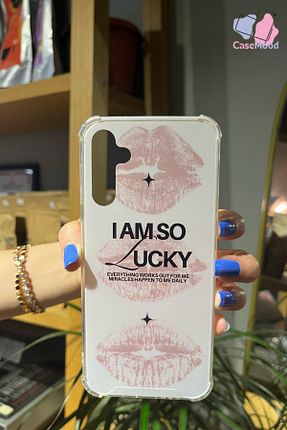 CaseMood
I AM SO
LUCKY
EVERYTHING WORKS OUT FOR ME
MIRACLES HAPPEN TO ME DAILY